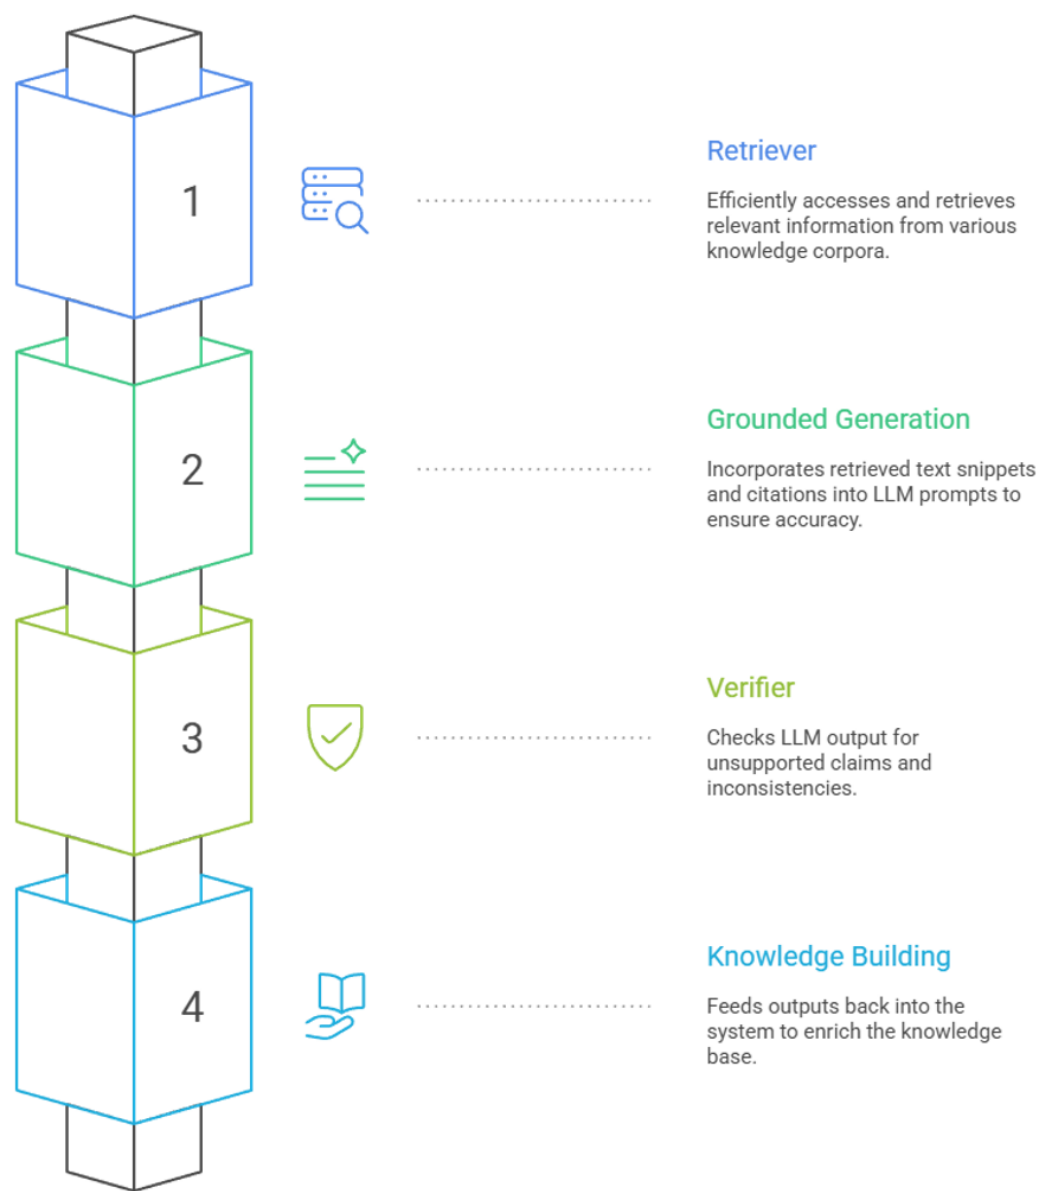 1
Retriever
Efficiently accesses and retrieves
relevant information from various
knowledge corpora.
2
Grounded Generation
Incorporates retrieved text snippets
and citations into LLM prompts to
ensure accuracy.
3
Verifier
Checks LLM output for
unsupported claims and
inconsistencies.
4
Knowledge Building
Feeds outputs back into the
system to enrich the knowledge
base.